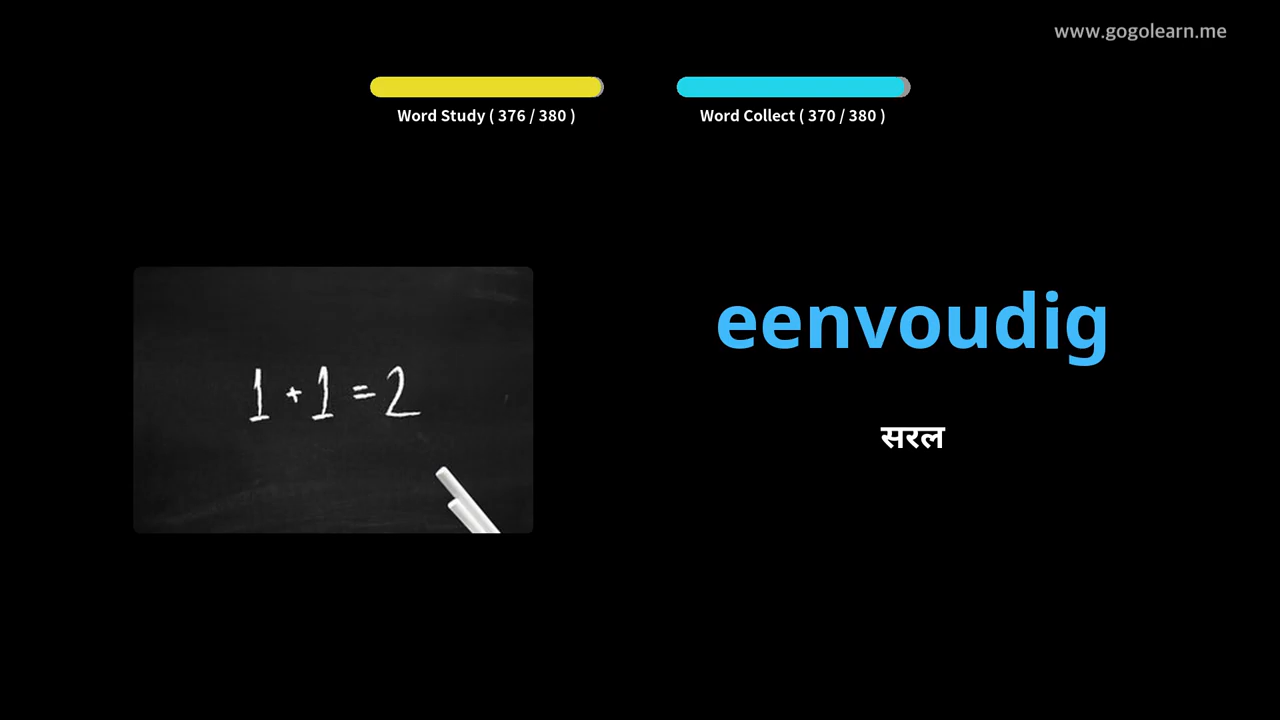 www.gogolearn.me
Word Study ( 376 / 380 )
Word Collect ( 370 / 380 )
1 + 1 = 2
eenvoudig
सरल